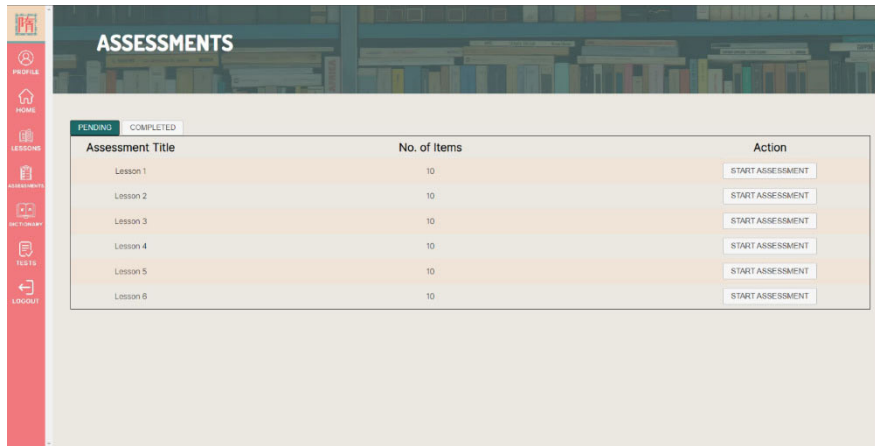 PROFILE
HOME
LESSONS
ASSESSMENTS
DICTIONARY
TESTS
LOGOUT
ASSESSMENTS
PENDING COMPLETED
Assessment Title No. of Items Action
Lesson 1 10 START ASSESSMENT
Lesson 2 10 START ASSESSMENT
Lesson 3 10 START ASSESSMENT
Lesson 4 10 START ASSESSMENT
Lesson 5 10 START ASSESSMENT
Lesson 6 10 START ASSESSMENT